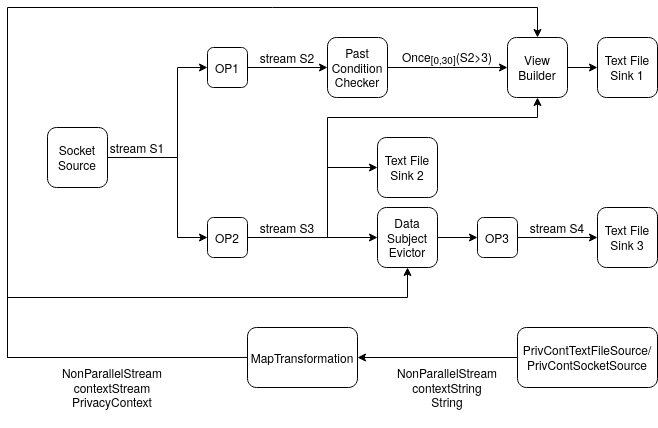 OP1
stream S2
Past
Condition
Checker
Once[0,30](S2>3)
View
Builder
Text File
Sink 1
Socket
Source
stream S1
Text File
Sink 2
OP2
stream S3
Data
Subject
Evictor
OP3
stream S4
Text File
Sink 3
MapTransformation
PrivContTextFileSource/
PrivContSocketSource
NonParallelStream
contextStream
PrivacyContext
NonParallelStream
contextString
String